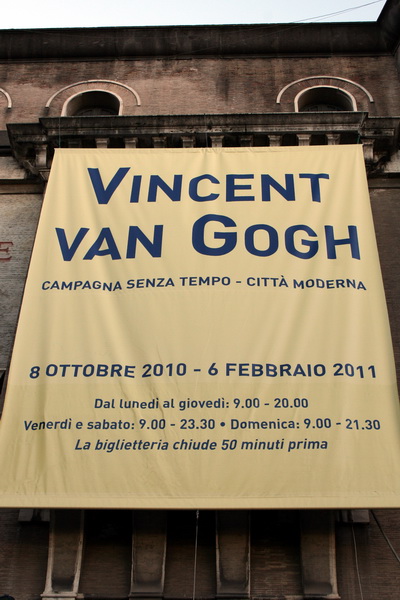 VINCENT
VAN GOGH
CAMPAGNA SENZA TEMPO - CITTÀ MODERNA
8 OTTOBRE 2010 - 6 FEBBRAIO 2011
Dal lunedì al giovedì: 9.00 - 20.00
Venerdì e sabato: 9.00 - 23.30 • Domenica: 9.00 - 21.30
La biglietteria chiude 50 minuti prima